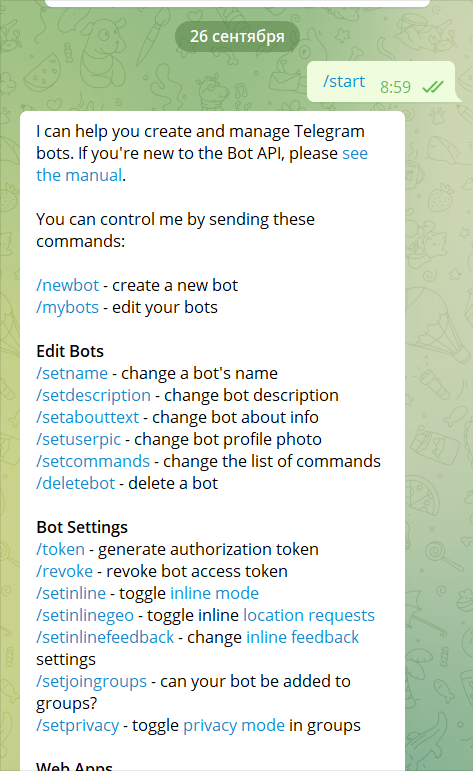 26 сентября
/start 8:59
I can help you create and manage Telegram
bots. If you're new to the Bot API, please see
the manual.
You can control me by sending these
commands:
/newbot - create a new bot
/mybots - edit your bots
Edit Bots
/setname - change a bot's name
/setdescription - change bot description
/setabouttext - change bot about info
/setuserpic - change bot profile photo
/setcommands - change the list of commands
/deletebot - delete a bot
Bot Settings
/token - generate authorization token
/revoke - revoke bot access token
/setinline - toggle inline mode
/setinlinegeo - toggle inline location requests
/setinlinefeedback - change inline feedback
settings
/setjoingroups - can your bot be added to
groups?
/setprivacy - toggle privacy mode in groups
Web Apps